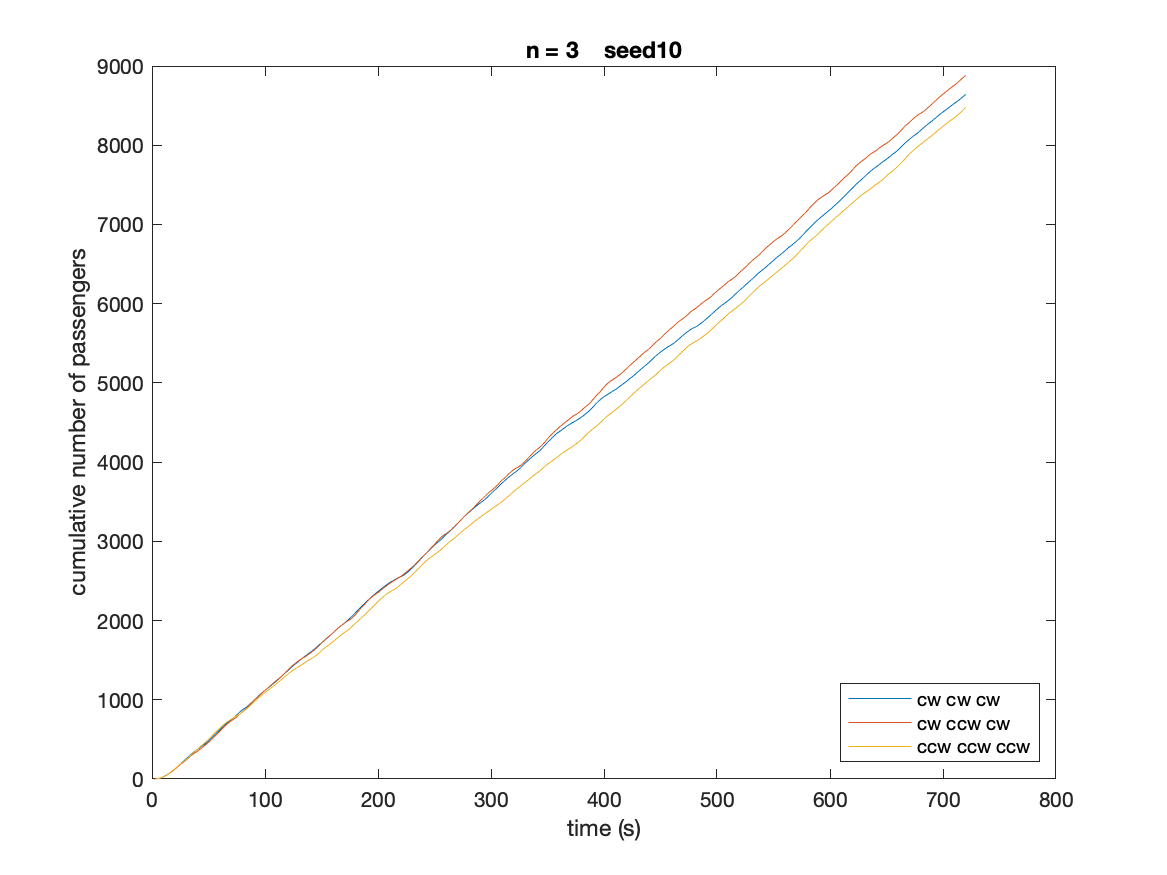 n = 3 seed10
9000
8000
7000
6000
5000
4000
3000
2000
1000
0
cumulative number of passengers
0 100 200 300 400 500 600 700 800
time (s)
cw cw cw
cw ccw cw
ccw ccw ccw